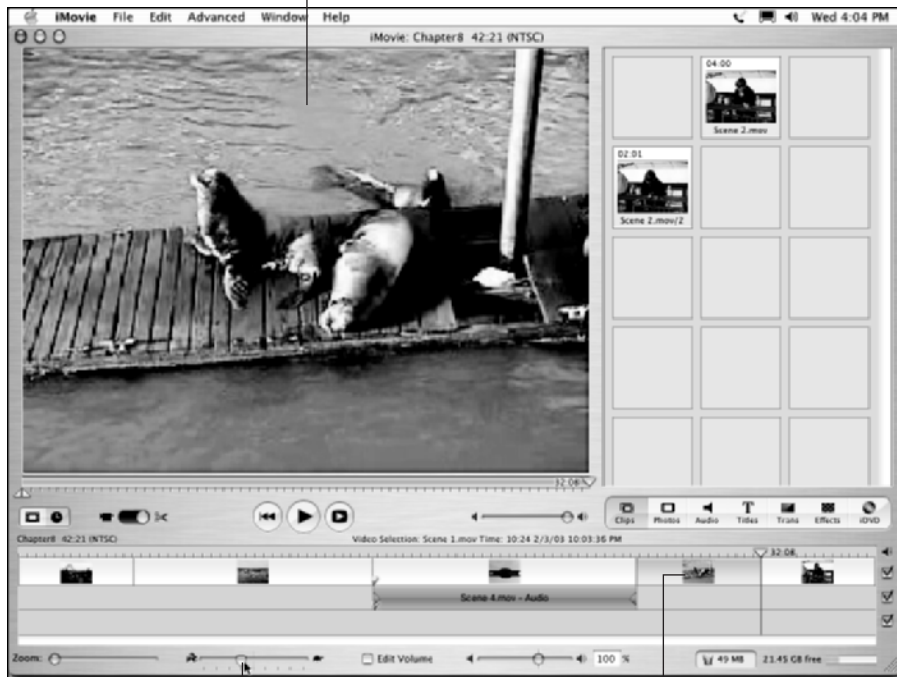 iMovie File Edit Advanced Window Help Wed 4:04 PM
iMovie: Chapter8 42:21 (NTSC)
04:00
Scene 2.mov
02:01
Scene 2.mov/2
32:08
Clips Photos Audio Titles Trans Effects iDVD
Chapter8 42:21 (NTSC) Video Selection: Scene 1.mov Time: 10:24 2/3/03 10:03:36 PM
32:08
Scene 4.mov - Audio
Zoom: Edit Volume 100 % 49 MB 21.45 GB free